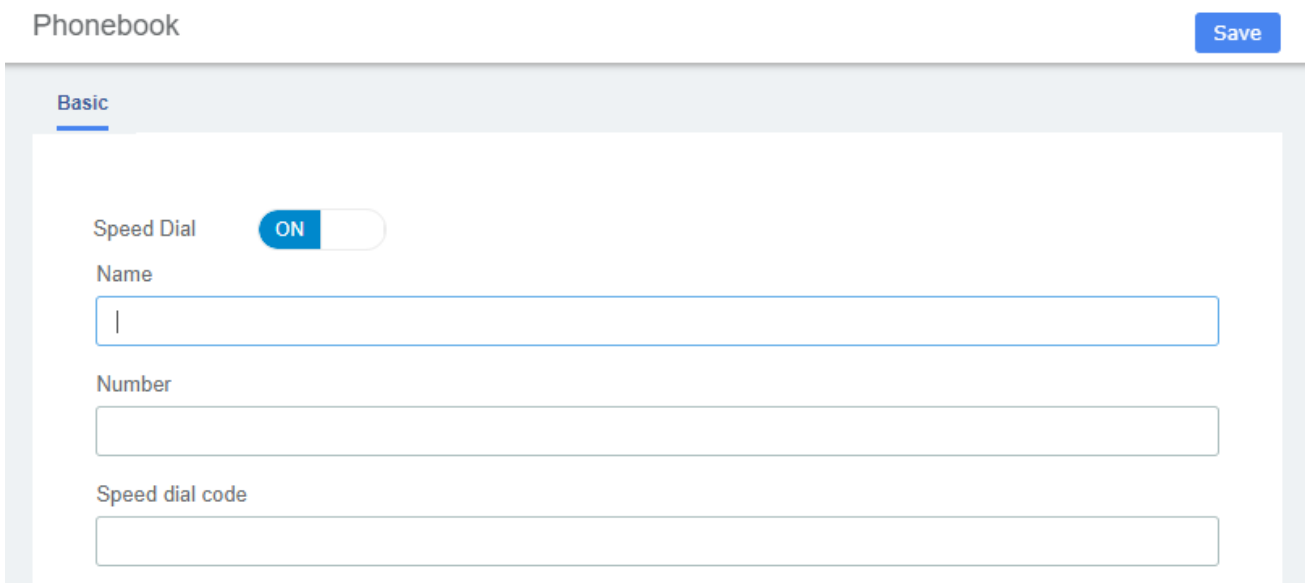 Phonebook
Save
Basic
Speed Dial ON
Name
Number
Speed dial code